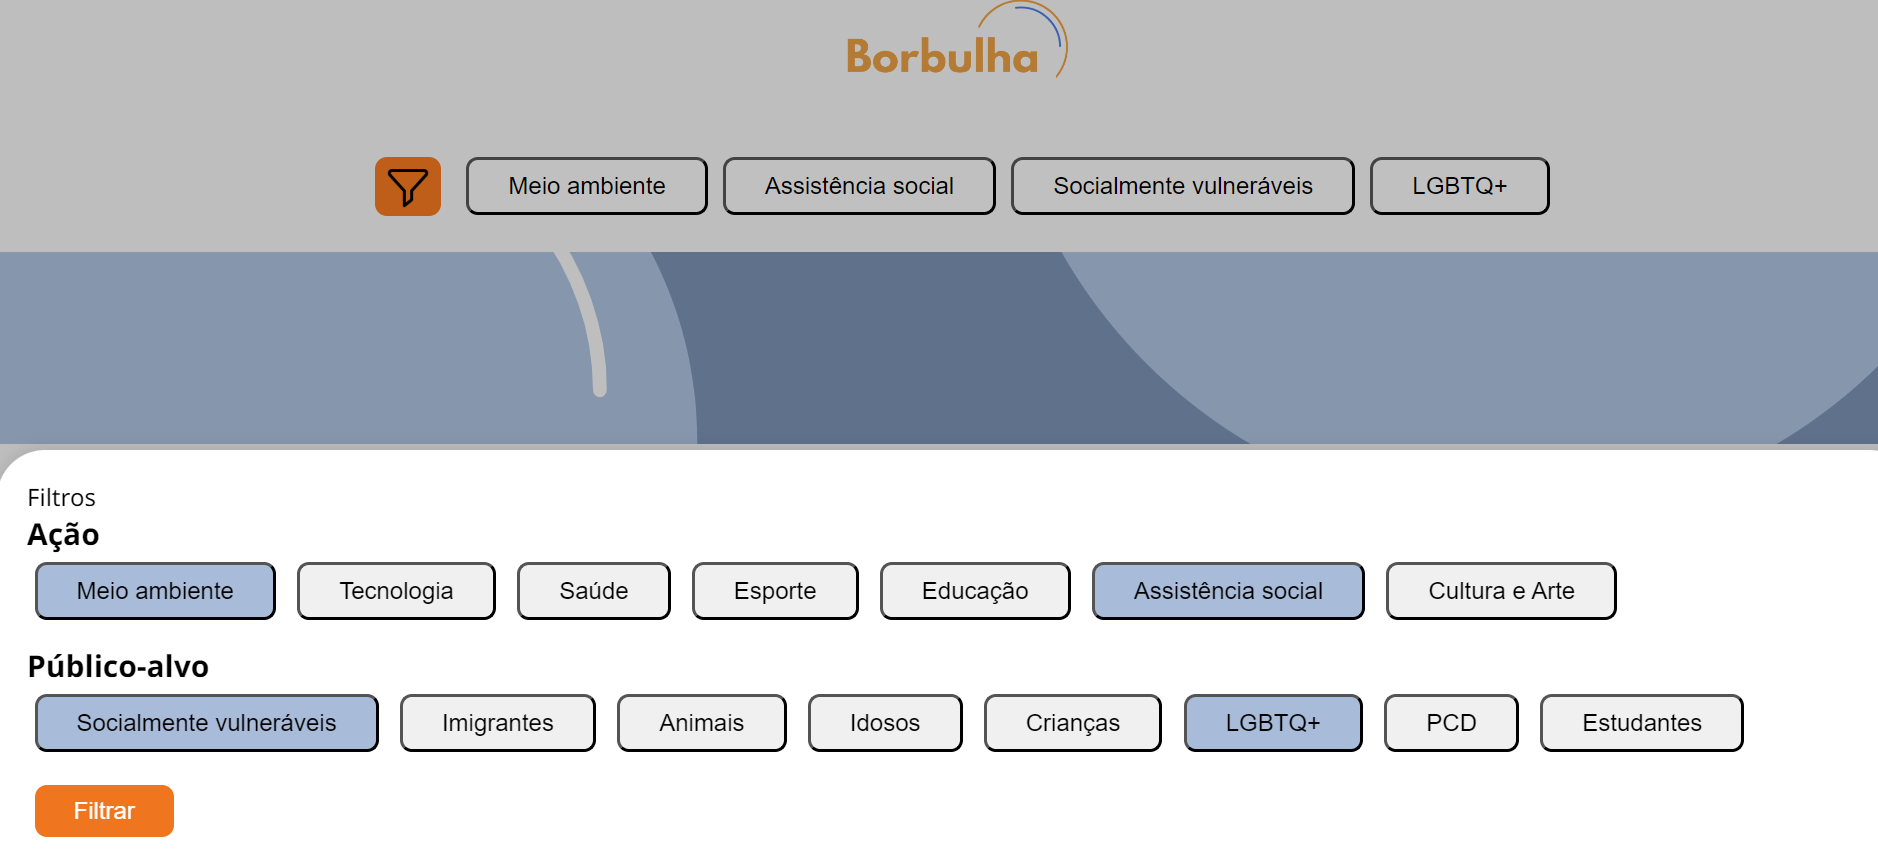 Borbulha
Meio ambiente Assistência social Socialmente vulneráveis LGBTQ+
Filtros
Ação
Meio ambiente Tecnologia Saúde Esporte Educação Assistência social Cultura e Arte
Público-alvo
Socialmente vulneráveis Imigrantes Animais Idosos Crianças LGBTQ+ PCD Estudantes
Filtrar